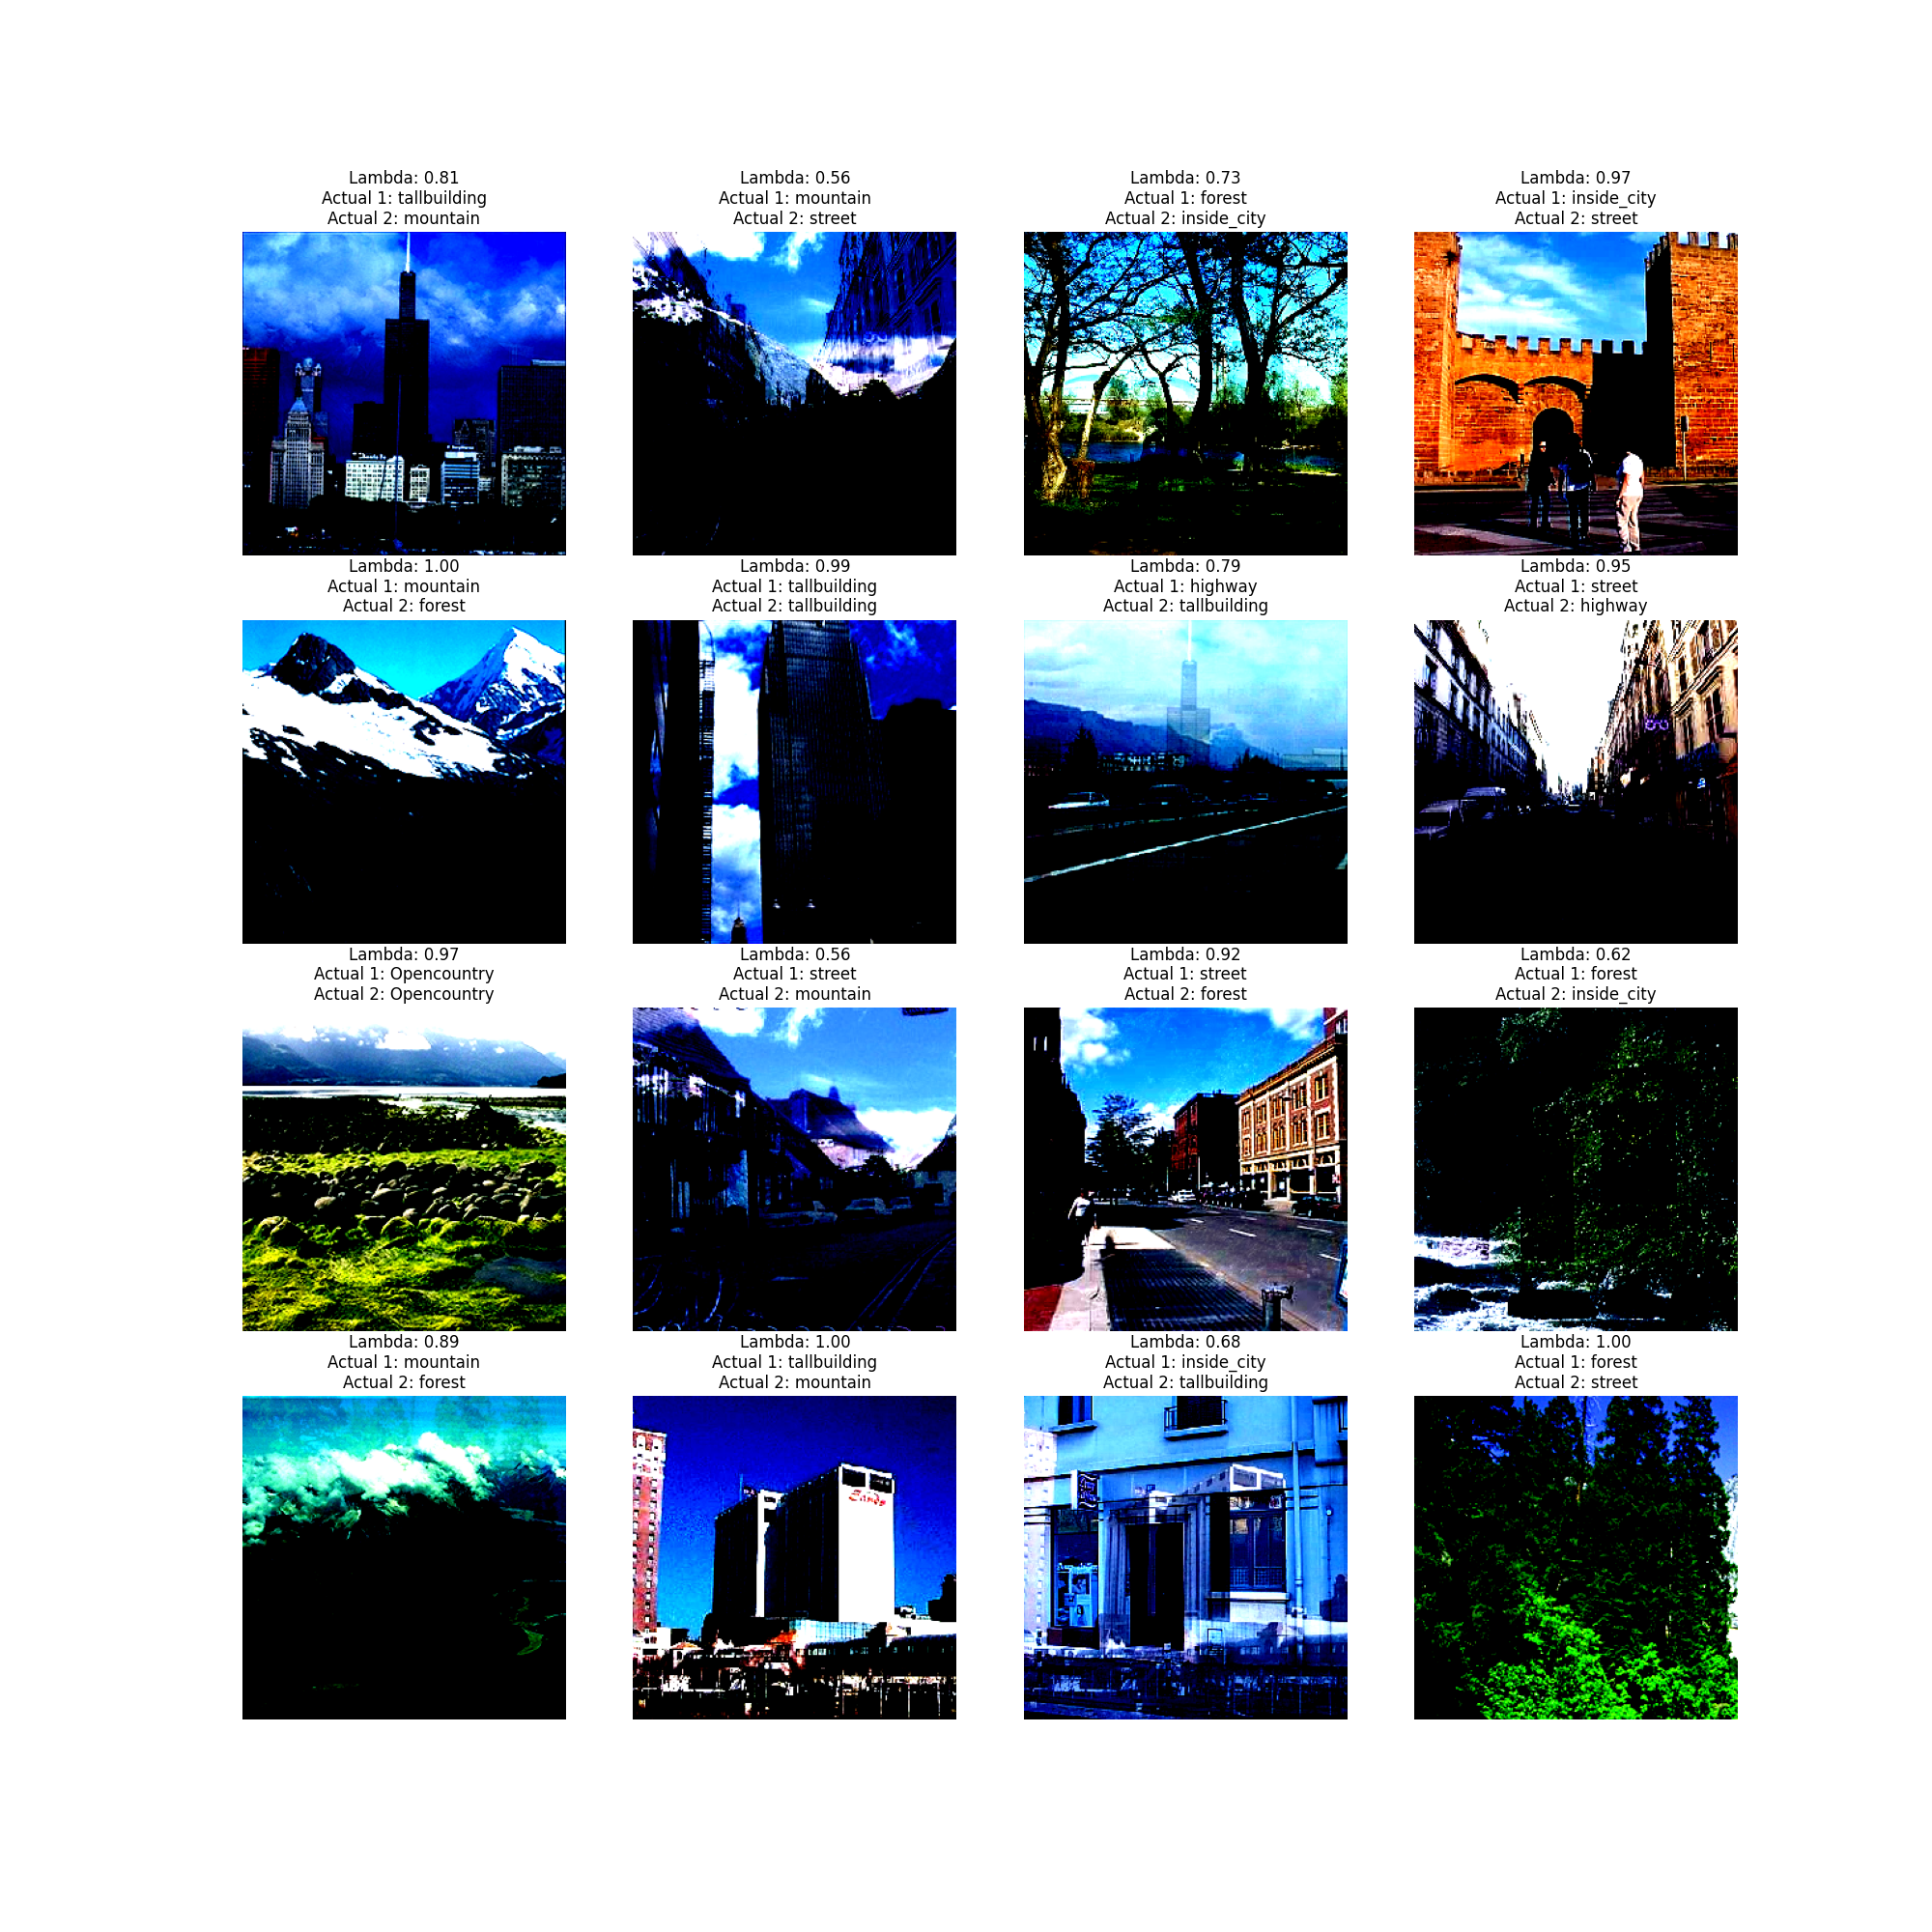 Lambda: 0.81
Actual 1: tallbuilding
Actual 2: mountain
Lambda: 0.56
Actual 1: mountain
Actual 2: street
Lambda: 0.73
Actual 1: forest
Actual 2: inside_city
Lambda: 0.97
Actual 1: inside_city
Actual 2: street
Lambda: 1.00
Actual 1: mountain
Actual 2: forest
Lambda: 0.99
Actual 1: tallbuilding
Actual 2: tallbuilding
Lambda: 0.79
Actual 1: highway
Actual 2: tallbuilding
Lambda: 0.95
Actual 1: street
Actual 2: highway
Lambda: 0.97
Actual 1: Opencountry
Actual 2: Opencountry
Lambda: 0.56
Actual 1: street
Actual 2: mountain
Lambda: 0.92
Actual 1: street
Actual 2: forest
Lambda: 0.62
Actual 1: forest
Actual 2: inside_city
Lambda: 0.89
Actual 1: mountain
Actual 2: forest
Lambda: 1.00
Actual 1: tallbuilding
Actual 2: mountain
Sands
Lambda: 0.68
Actual 1: inside_city
Actual 2: tallbuilding
Lambda: 1.00
Actual 1: forest
Actual 2: street